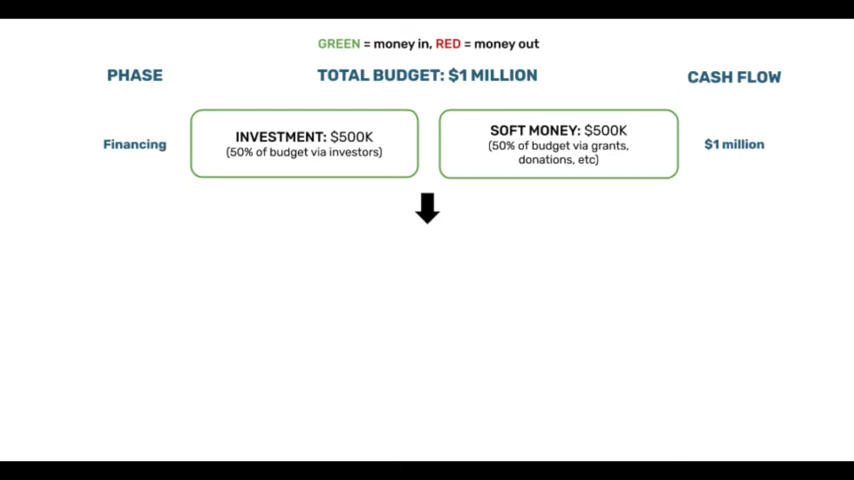 GREEN = money in, RED = money out
PHASE
TOTAL BUDGET: $1 MILLION
CASH FLOW
Financing
INVESTMENT: $500K
(50% of budget via investors)
SOFT MONEY: $500K
(50% of budget via grants,
donations, etc)
$1 million